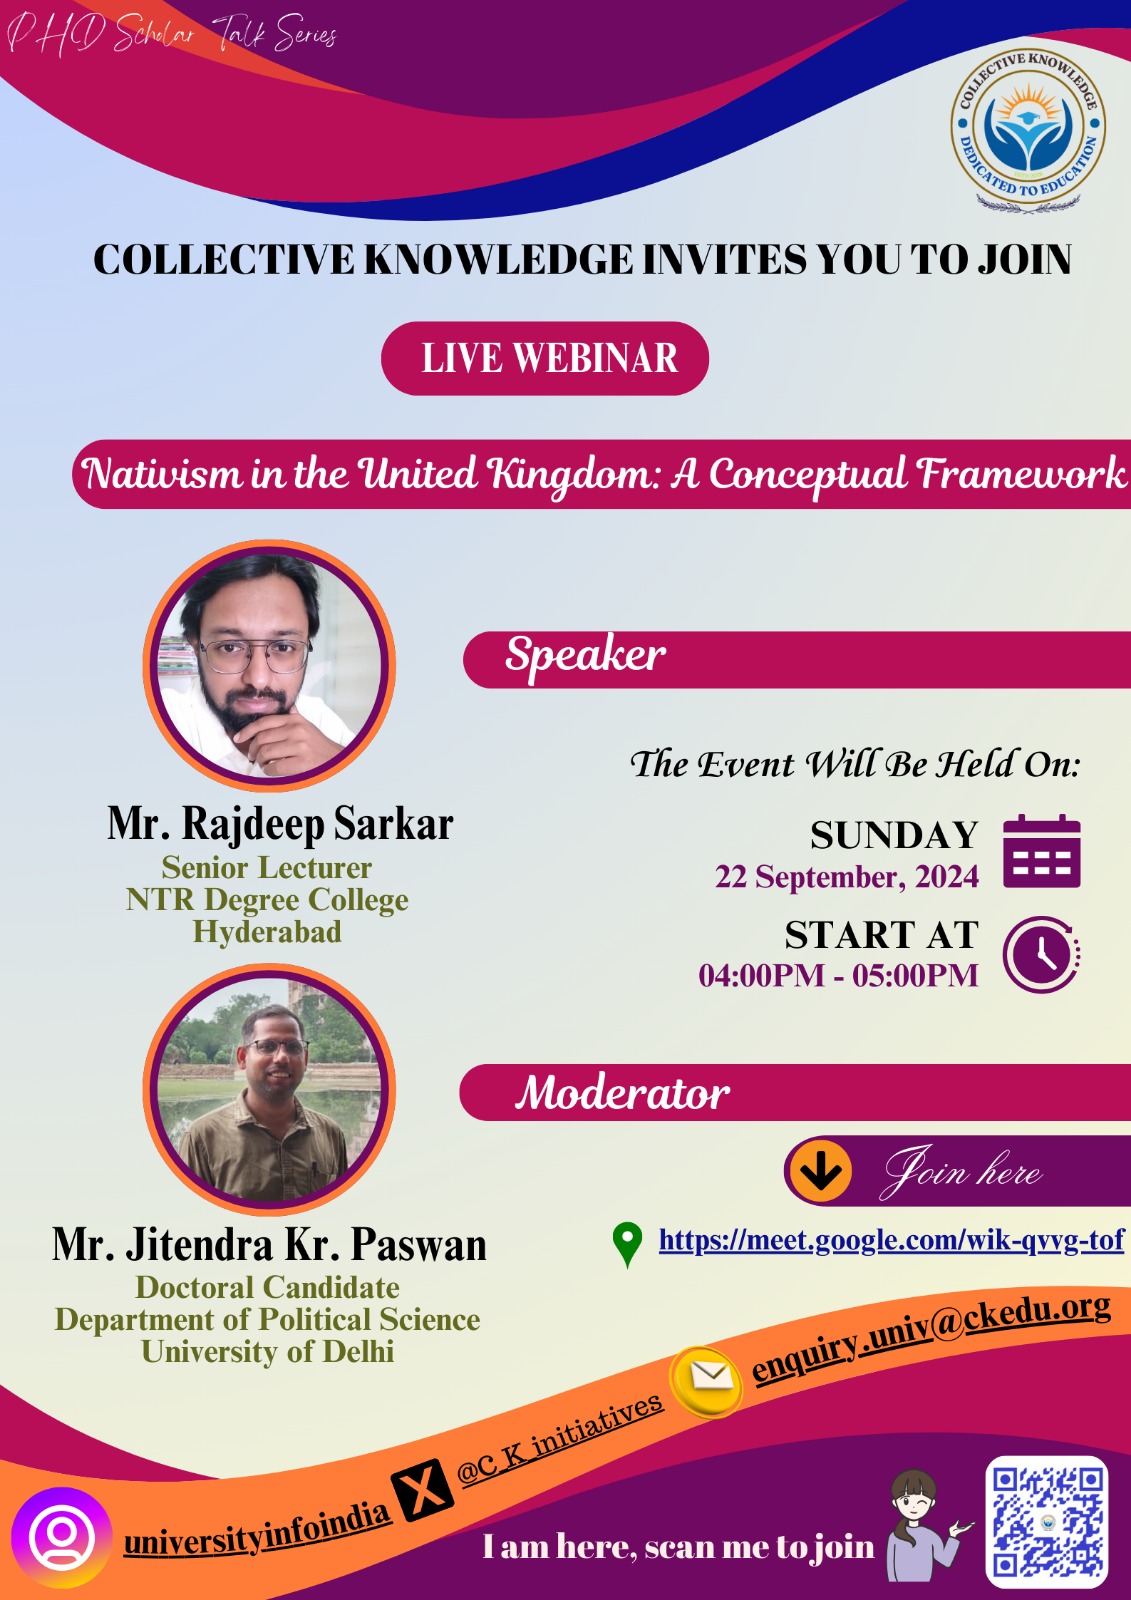 PHD Scholar Talk Series
COLLECTIVE KNOWLEDGE
DEDICATED TO EDUCATION
COLLECTIVE KNOWLEDGE INVITES YOU TO JOIN
LIVE WEBINAR
Nativism in the United Kingdom: A Conceptual Framework
Speaker
Mr. Rajdeep Sarkar
Senior Lecturer
NTR Degree College
Hyderabad
The Event Will Be Held On:
SUNDAY
22 September, 2024
START AT
04:00PM - 05:00PM
Moderator
Mr. Jitendra Kr. Paswan
Doctoral Candidate
Department of Political Science
University of Delhi
Join here
https://meet.google.com/wik-qvvg-tof
enquiry.univ@ckedu.org
@C_K_initiatives
universityinfoindia
I am here, scan me to join